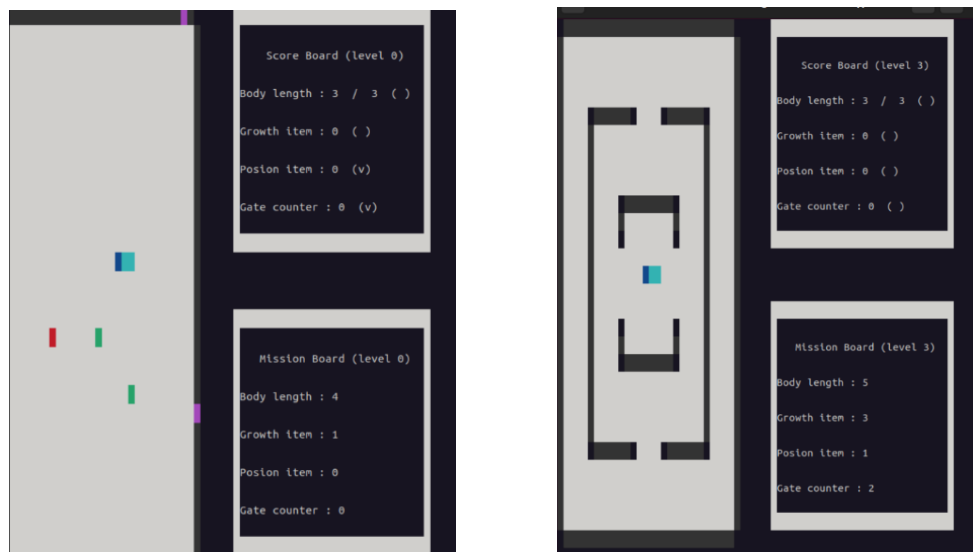 Score Board (level 0)
Body length : 3 / 3 ( )
Growth item : 0 ( )
Posion item : 0 (v)
Gate counter : 0 (v)
Mission Board (level 0)
Body length : 4
Growth item : 1
Posion item : 0
Gate counter : 0
Score Board (level 3)
Body length : 3 / 3 ( )
Growth item : 0 ( )
Posion item : 0 ( )
Gate counter : 0 ( )
Mission Board (level 3)
Body length : 5
Growth item : 3
Posion item : 1
Gate counter : 2